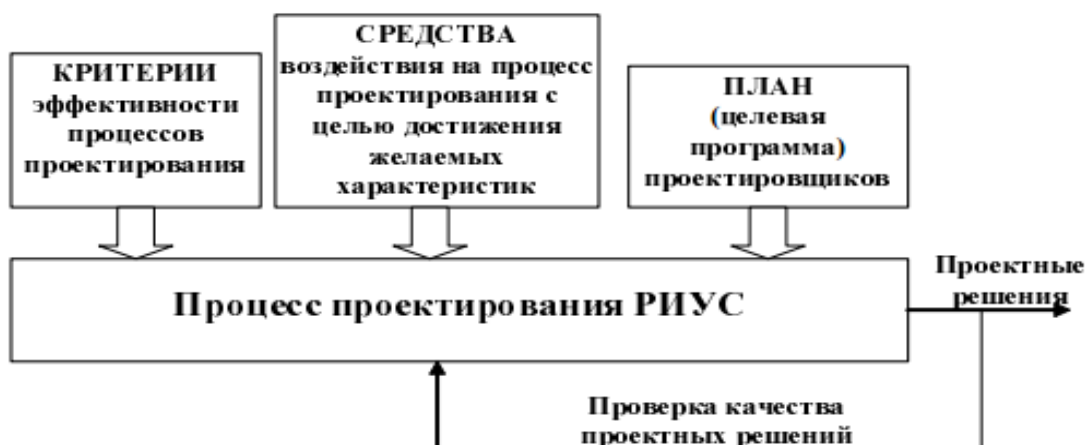 КРИТЕРИИ
эффективности
процессов
проектирования
СРЕДСТВА
воздействия на процесс
проектирования с
целью достижения
желаемых
характеристик
ПЛАН
(целевая
программа)
проектировщиков
Процесс проектирования РИУС
Проектные
решения
Проверка качества
проектных решений